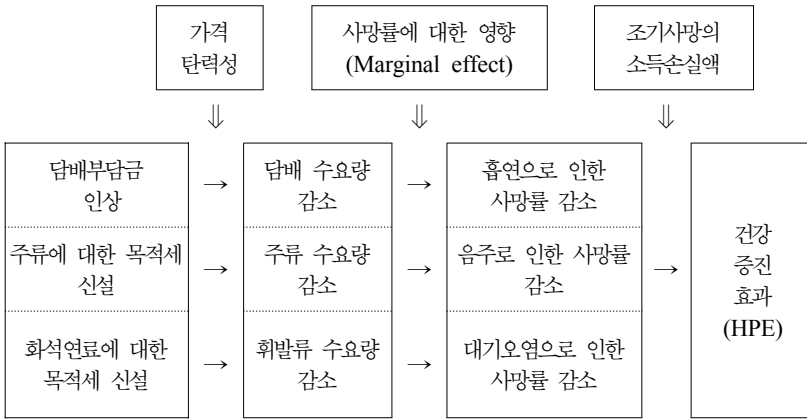 가격
탄력성
사망률에 대한 영향
(Marginal effect)
조기사망의
소득손실액
⇓
⇓
⇓
담배부담금
인상
→
담배 수요량
감소
→
흡연으로 인한
사망률 감소
주류에 대한 목적세
신설
→
주류 수요량
감소
→
음주로 인한 사망률
감소
→
화석연료에 대한
목적세 신설
→
휘발류 수요량
감소
→
대기오염으로 인한
사망률 감소
건강
증진
효과
(HPE)